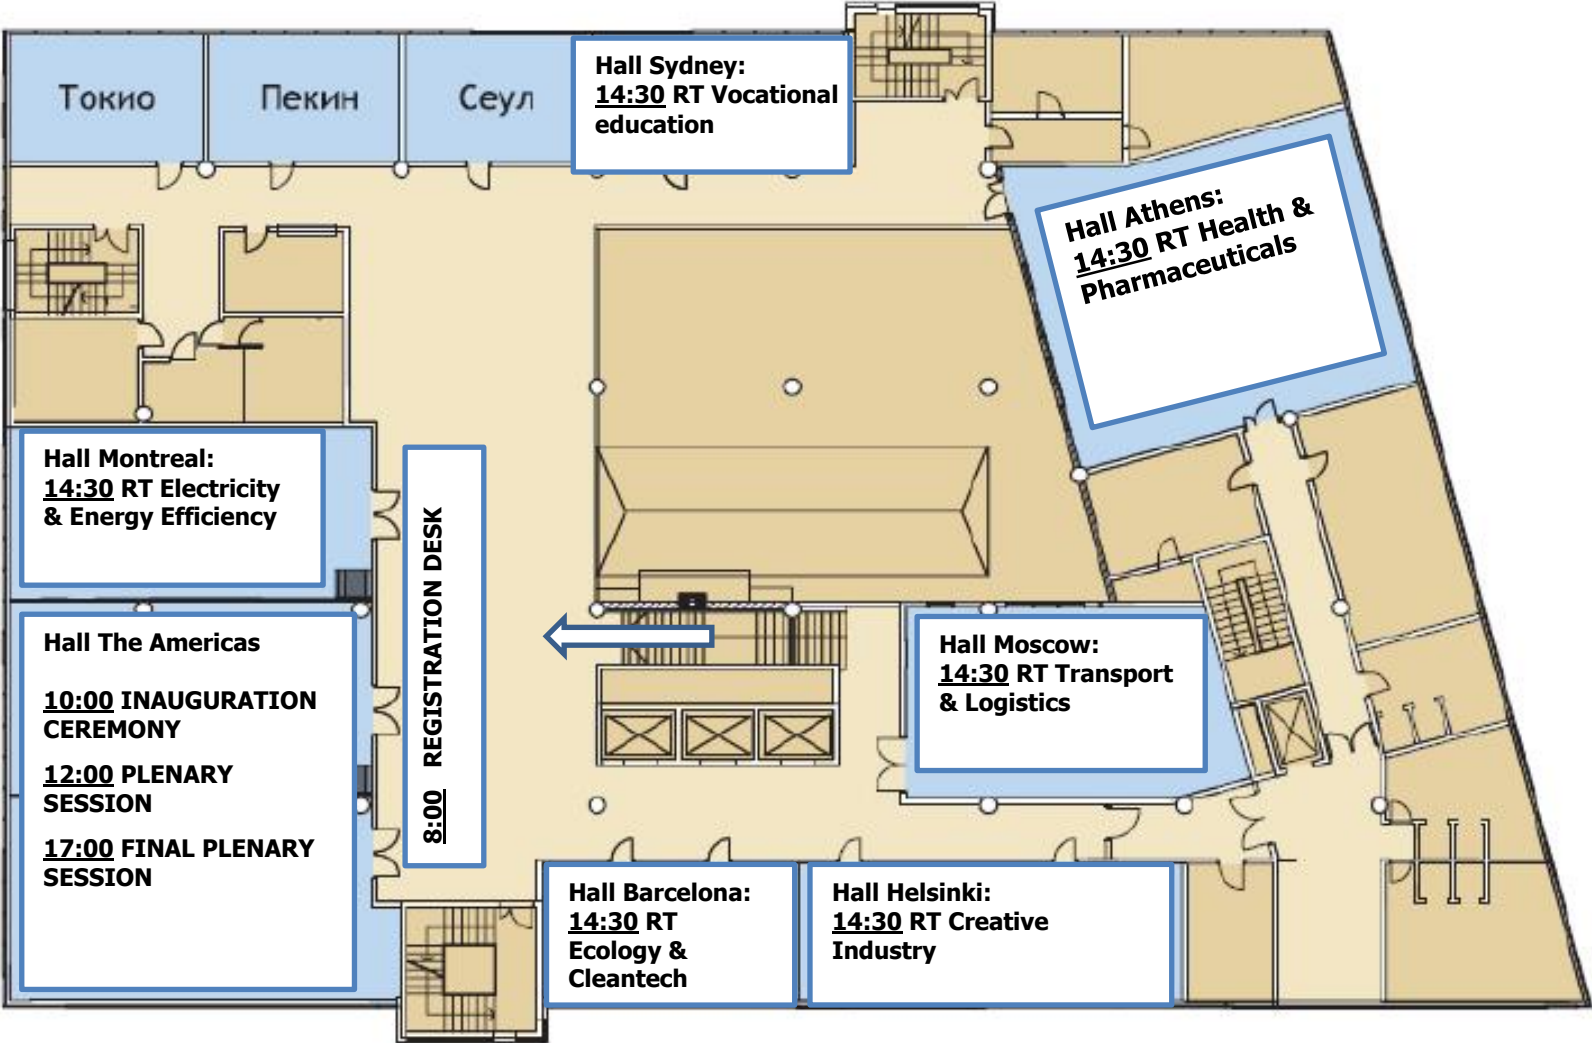 Токио
Пекин
Сеул
Hall Sydney:
14:30 RT Vocational
education
Hall Athens:
14:30 RT Health &
Pharmaceuticals
Hall Montreal:
14:30 RT Electricity
& Energy Efficiency
8:00 REGISTRATION DESK
Hall The Americas
10:00 INAUGURATION
CEREMONY
12:00 PLENARY
SESSION
17:00 FINAL PLENARY
SESSION
Hall Moscow:
14:30 RT Transport
& Logistics
Hall Barcelona:
14:30 RT
Ecology &
Cleantech
Hall Helsinki:
14:30 RT Creative
Industry